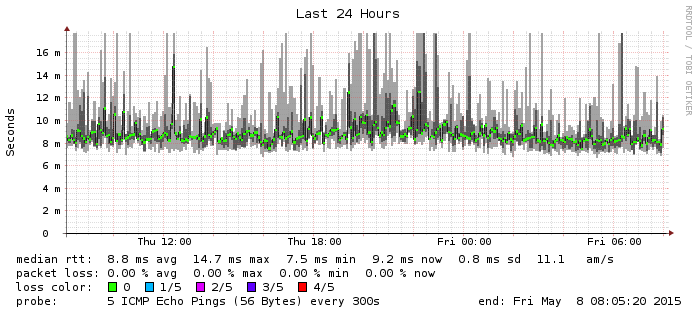 Last 24 Hours
RRDTOOL / TOBI OETIKER
Seconds
16 m
14 m
12 m
10 m
8 m
6 m
4 m
2 m
0
Thu 12:00 Thu 18:00 Fri 00:00 Fri 06:00
median rtt: 8.8 ms avg 14.7 ms max 7.5 ms min 9.2 ms now 0.8 ms sd 11.1 am/s
packet loss: 0.00 % avg 0.00 % max 0.00 % min 0.00 % now
loss color: 0 1/5 2/5 3/5 4/5
probe: 5 ICMP Echo Pings (56 Bytes) every 300s end: Fri May 8 08:05:20 2015